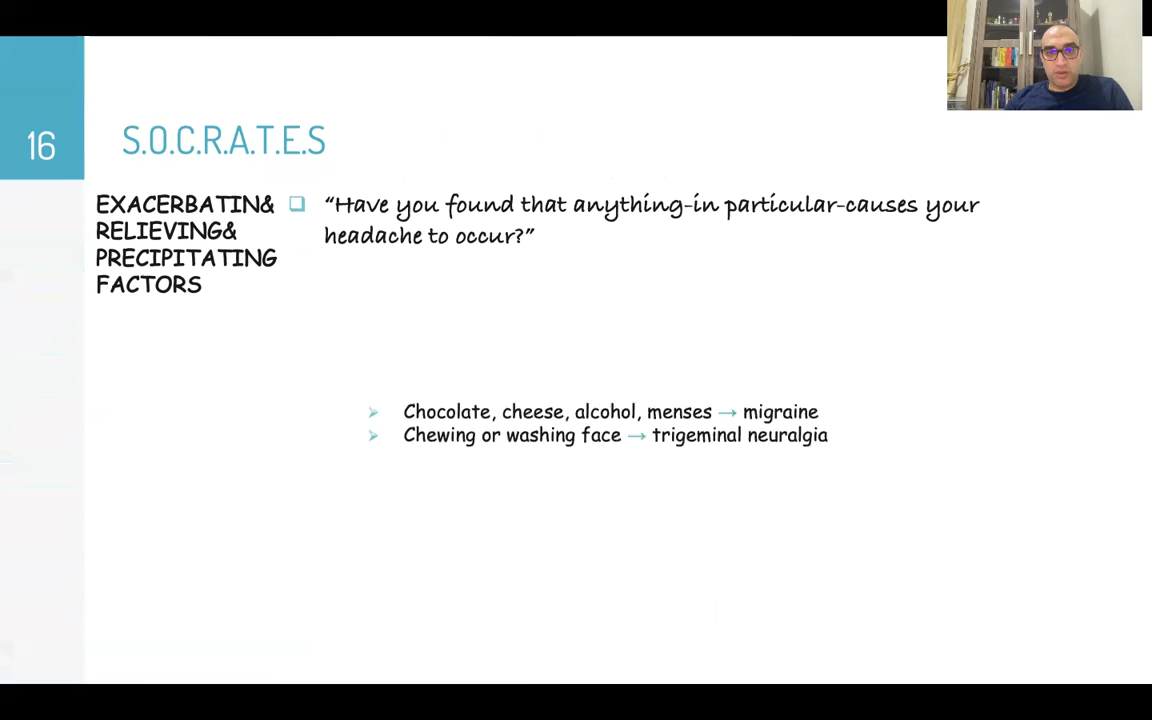 16
S.O.C.R.A.T.E.S
EXACERBATIN&
RELIEVING&
PRECIPITATING
FACTORS
❑ “Have you found that anything-in particular-causes your
headache to occur?”
➢ Chocolate, cheese, alcohol, menses → migraine
➢ Chewing or washing face → trigeminal neuralgia